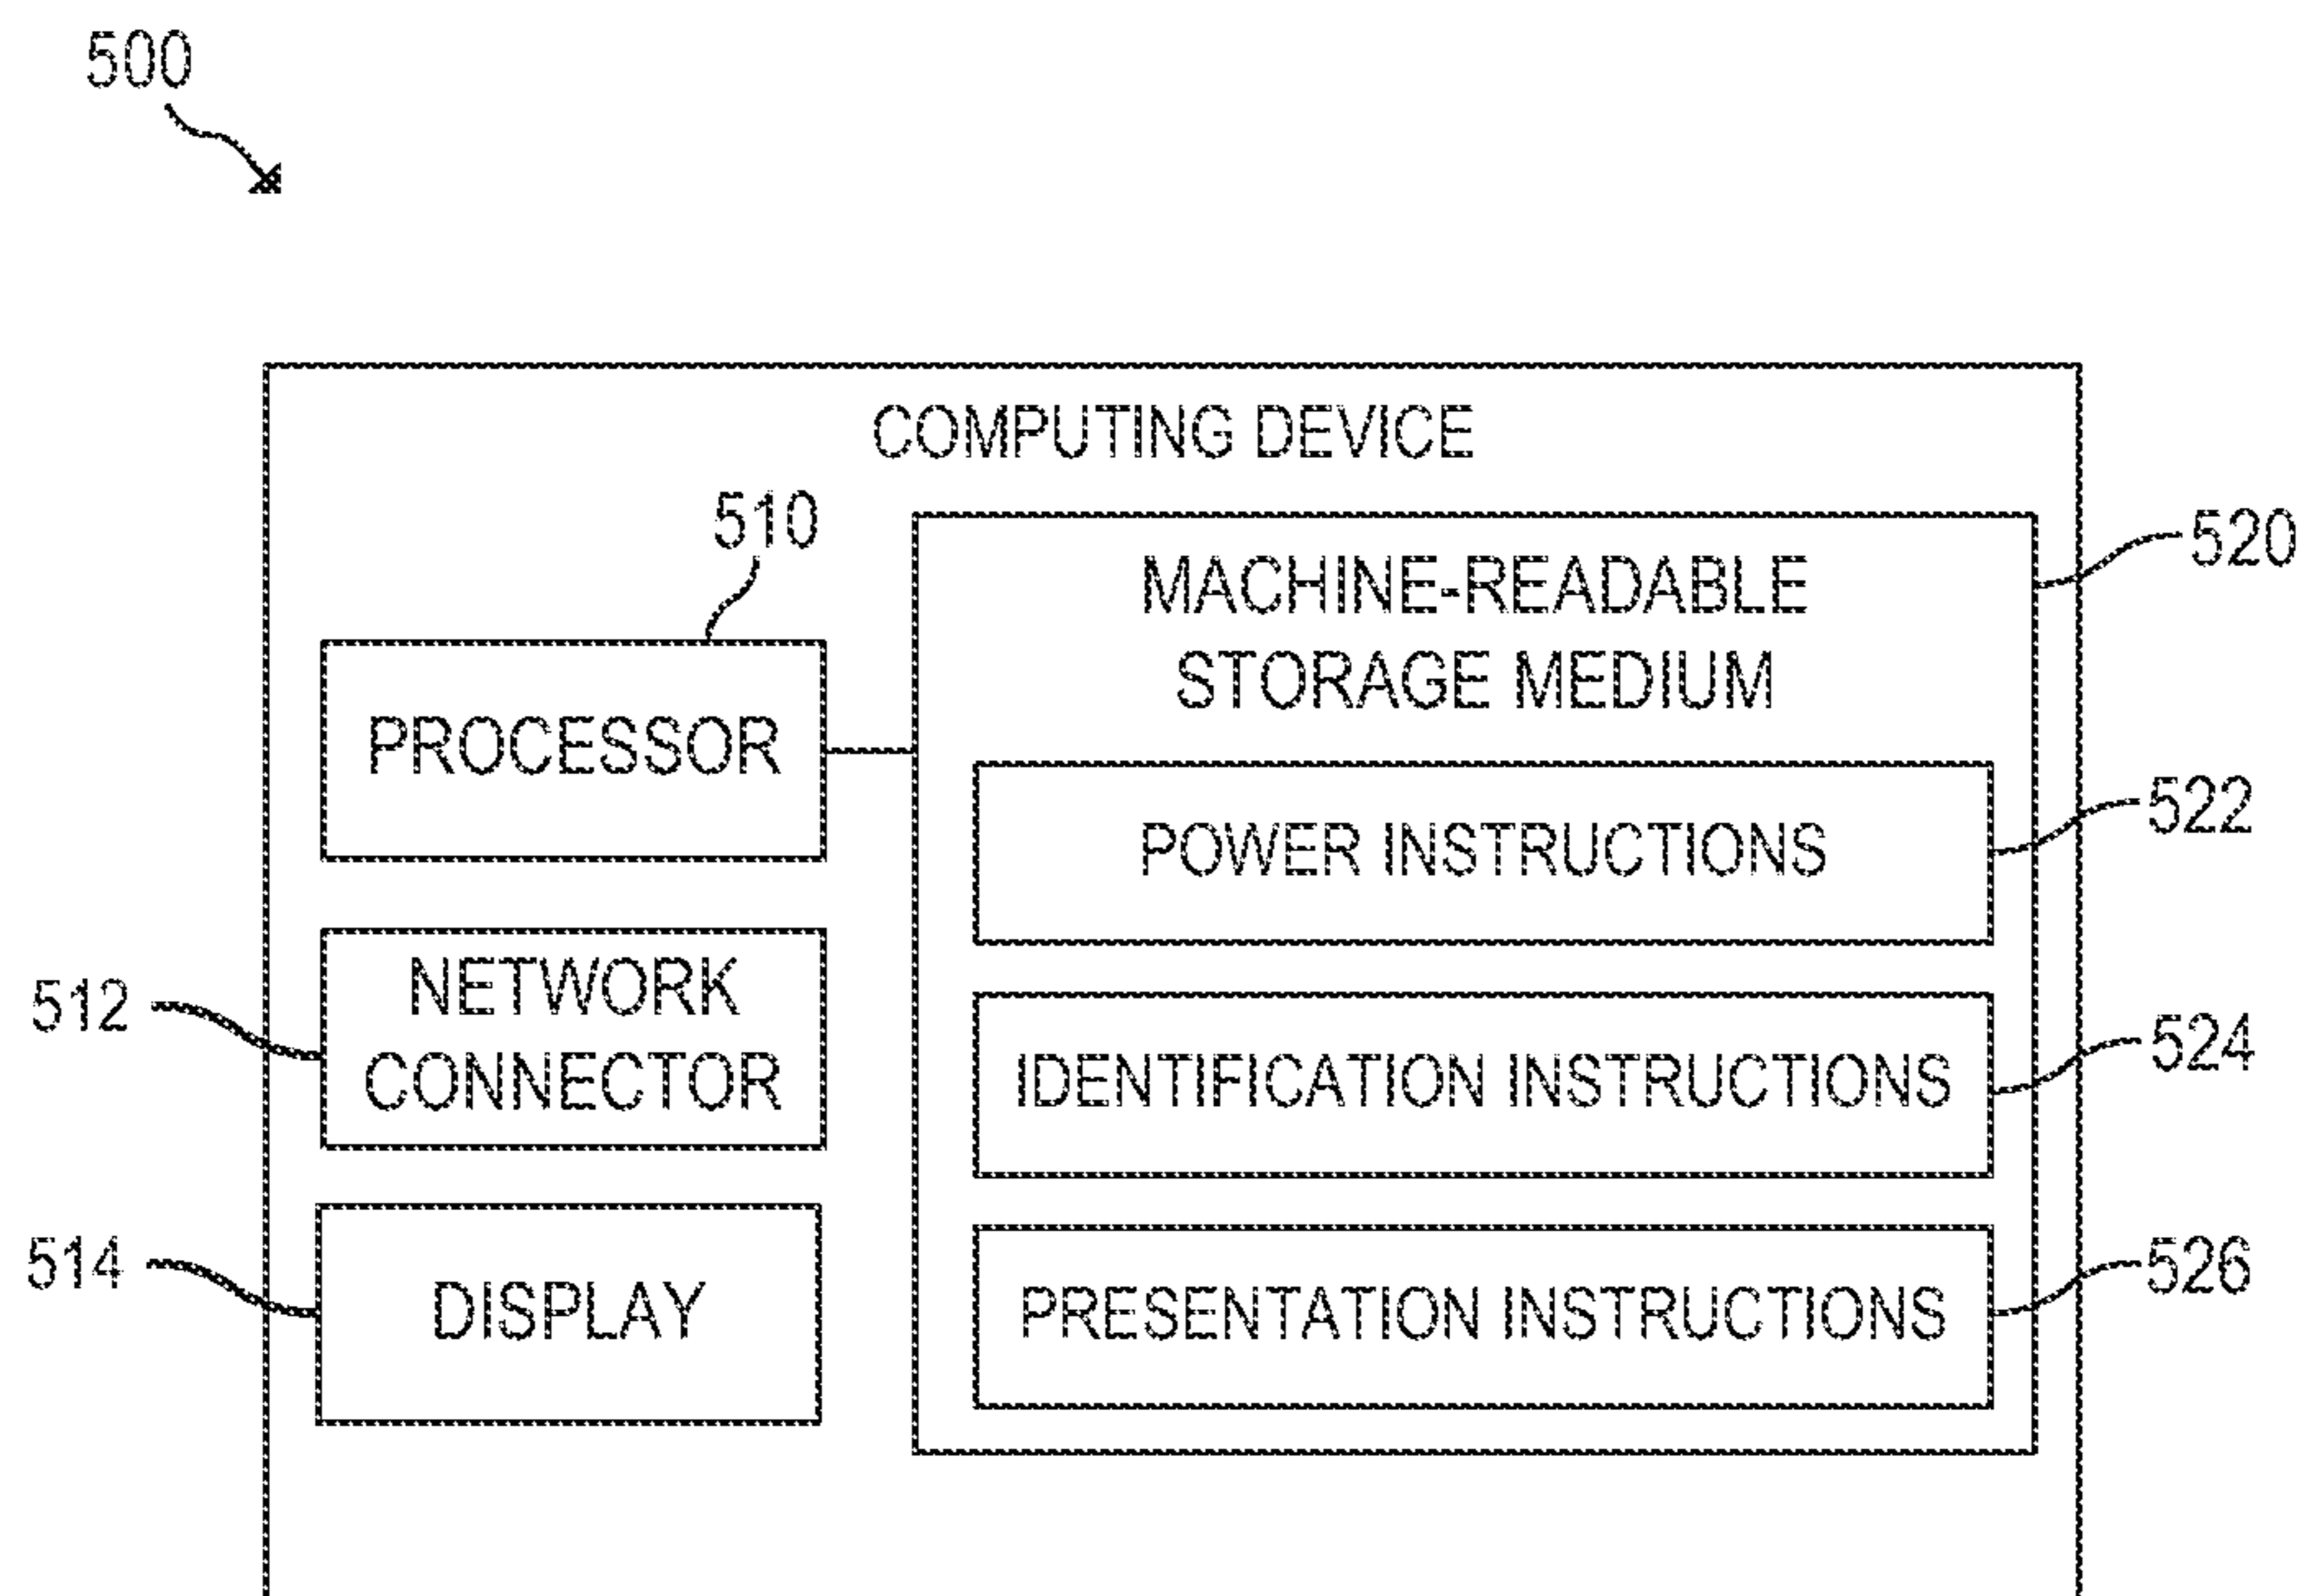 500
COMPUTING DEVICE
510
520
MACHINE-READABLE
STORAGE MEDIUM
PROCESSOR
POWER INSTRUCTIONS
522
512
NETWORK
CONNECTOR
IDENTIFICATION INSTRUCTIONS
524
514
DISPLAY
PRESENTATION INSTRUCTIONS
526